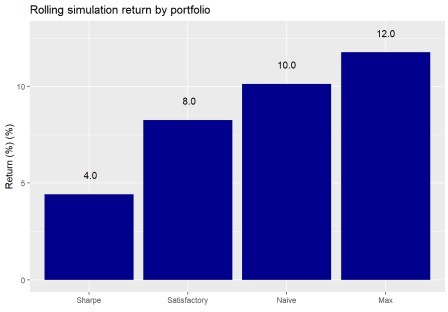 Rolling simulation return by portfolio
12.0
10.0
8.0
4.0
10
5
0
Return (%) (%)
Sharpe Satisfactory Naive Max